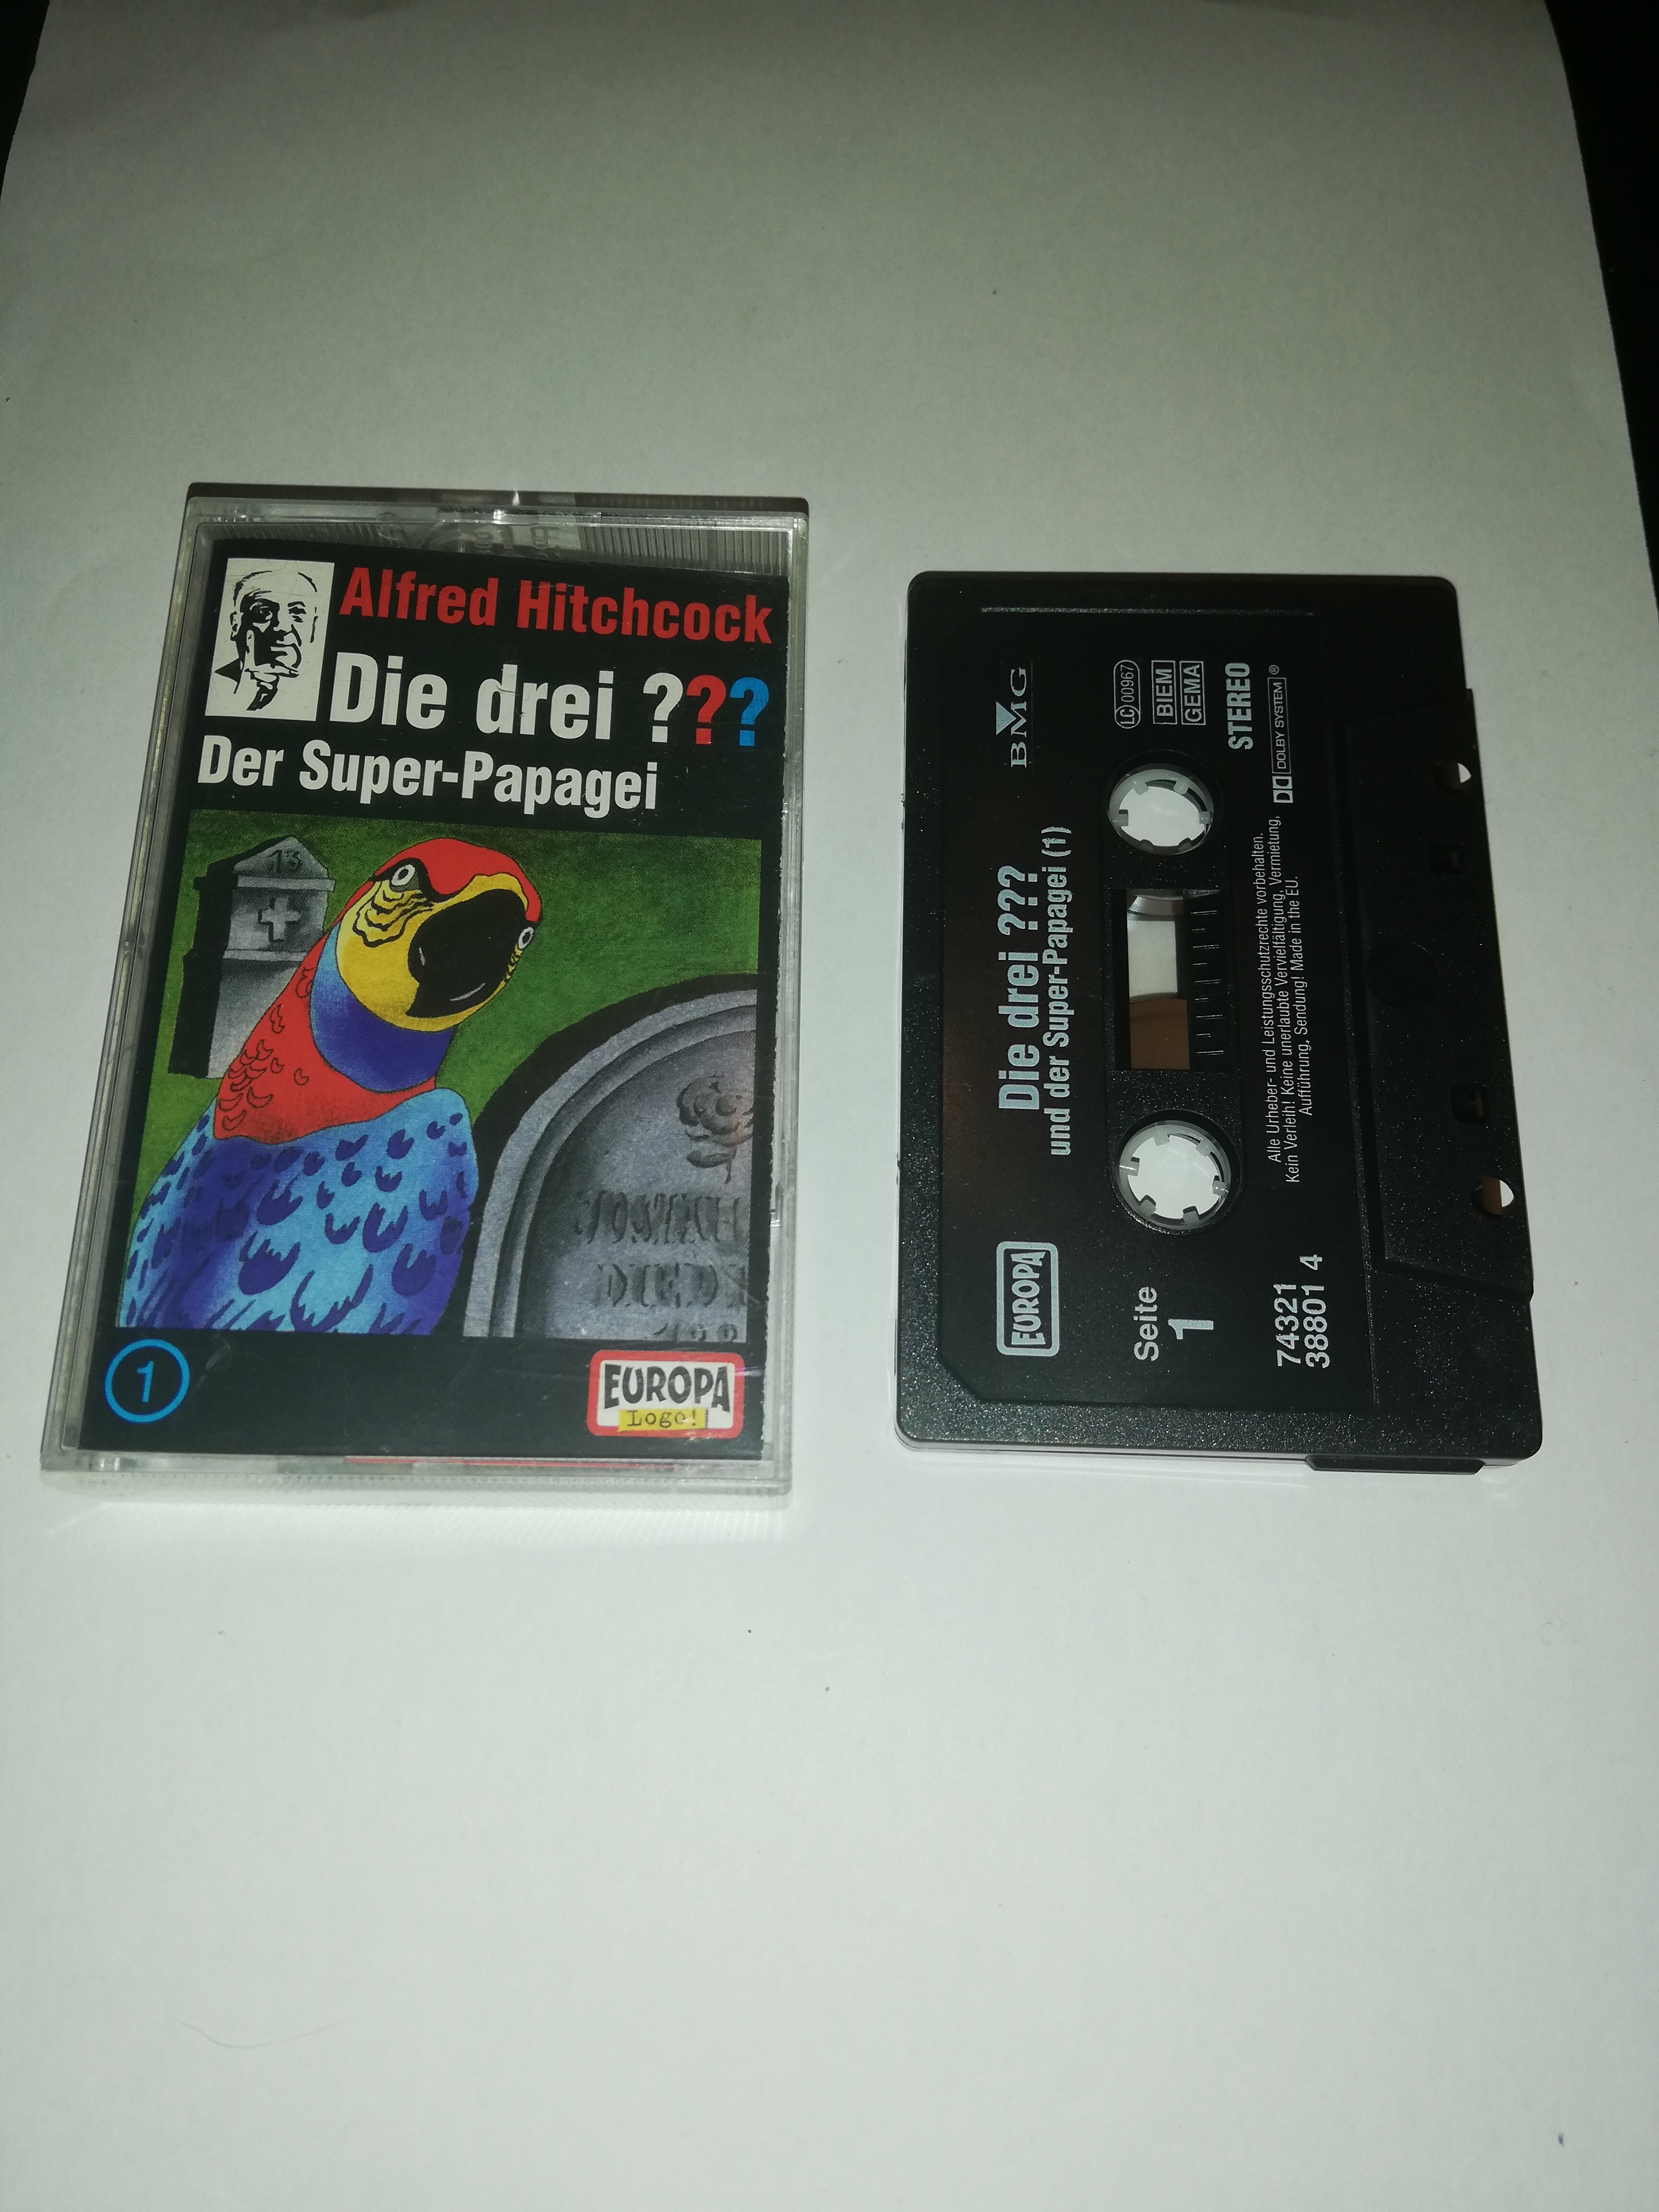 Alfred Hitchcock
Die drei ???
Der Super-Papagei
13
1
EUROPA
Logo!
EUROPA
Die drei ???
und der Super-Papagei (1)
BMG
Seite
1
LC 00967
BIEM
GEMA
STEREO
74321
38801 4
Alle Urheber- und Leistungsschutzrechte vorbehalten.
Kein Verleih! Keine unerlaubte Vervielfältigung, Vermietung,
Aufführung, Sendung! Made in the EU.
DOLBY SYSTEM®